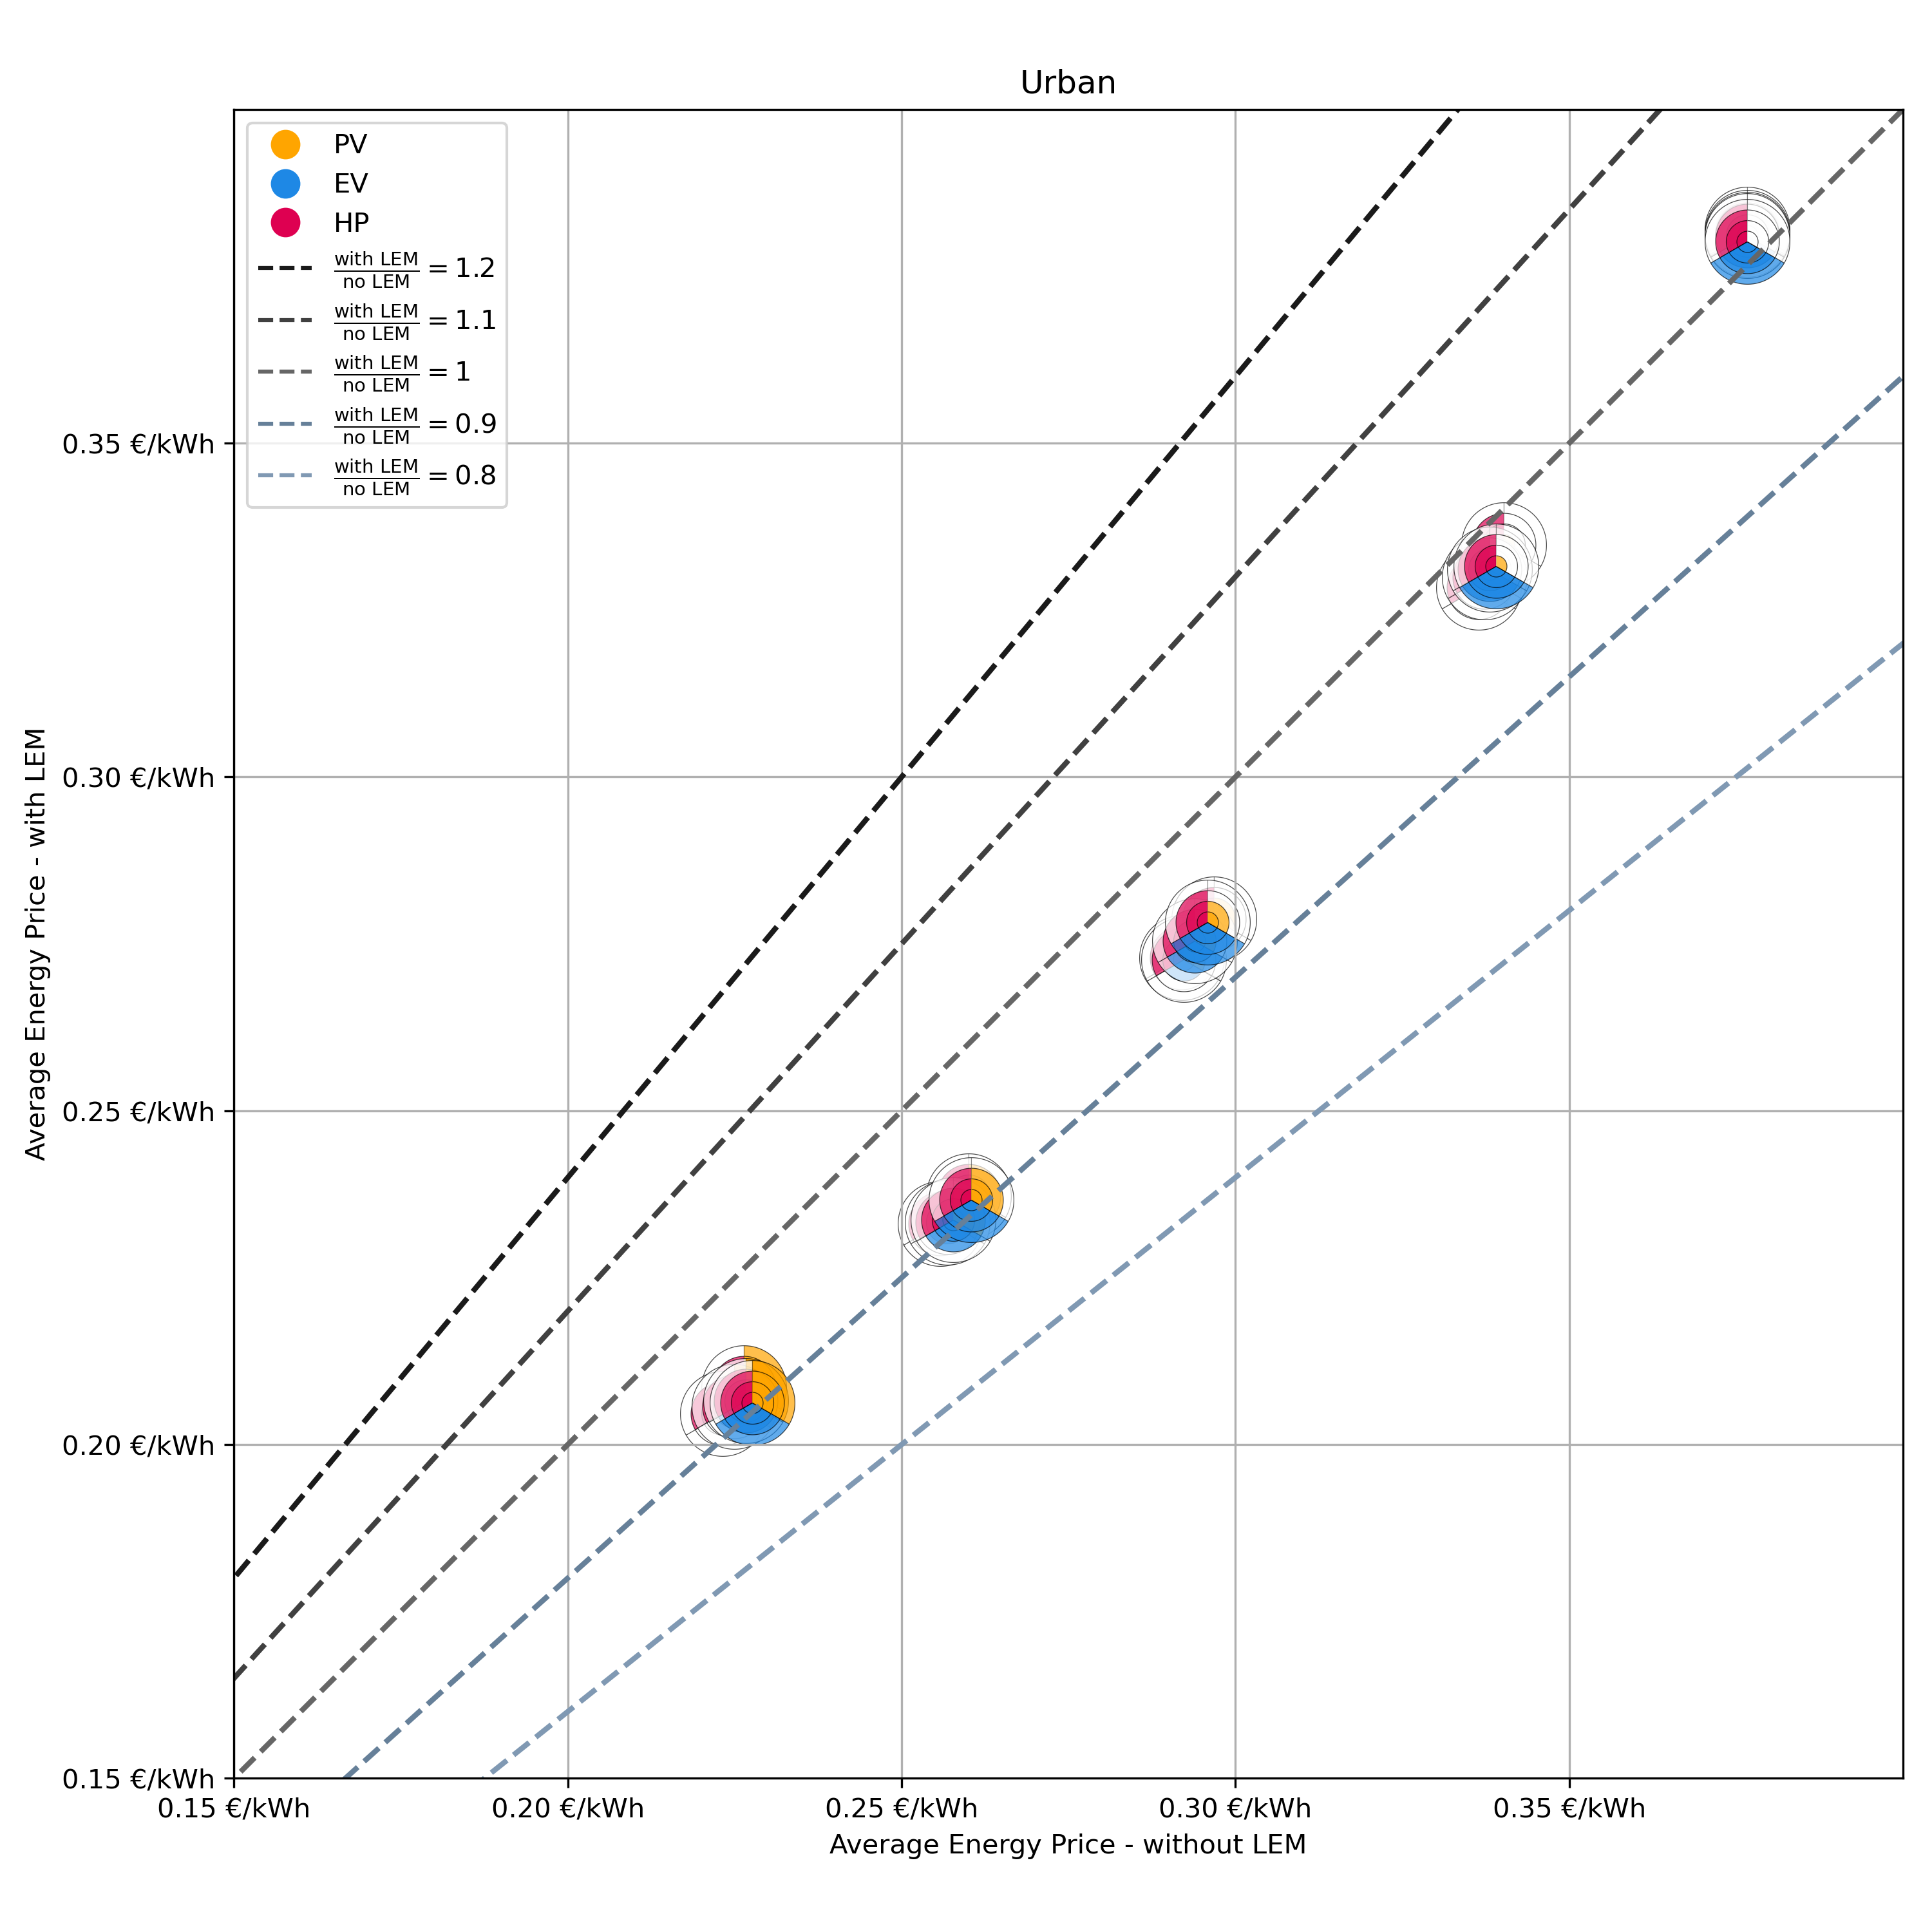 Urban
PV
EV
HP
with LEM
no LEM = 1.2
with LEM
no LEM = 1.1
with LEM
no LEM = 1
with LEM
no LEM = 0.9
with LEM
no LEM = 0.8
Average Energy Price - with LEM
0.35 €/kWh
0.30 €/kWh
0.25 €/kWh
0.20 €/kWh
0.15 €/kWh
0.15 €/kWh 0.20 €/kWh 0.25 €/kWh 0.30 €/kWh 0.35 €/kWh
Average Energy Price - without LEM